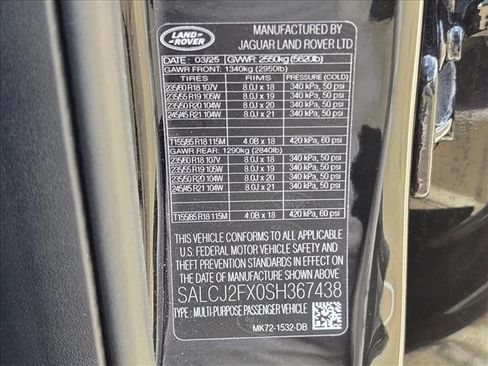 LAND
ROVER
MANUFACTURED BY
JAGUAR LAND ROVER LTD
DATE : 03/25 GVWR 2550kg (5620lb)
GAWR FRONT: 1340kg (2950lb)
TIRES RIMS PRESSURE (COLD)
235/60 R18 107V 8.0J x 18 340 kPa, 50 psi
235/55 R19 105W 8.0J x 19 340 kPa, 50 psi
235/50 R20 104W 8.0J x 20 340 kPa, 50 psi
245/45 R21 104W 8.0J x 21 340 kPa, 50 psi
T155/85 R18 115M 4.0B x 18 420 kPa, 60 psi
GAWR REAR: 1290kg (2840lb)
235/60 R18 107V 8.0J x 18 340 kPa, 50 psi
235/55 R19 105W 8.0J x 19 340 kPa, 50 psi
235/50 R20 104W 8.0J x 20 340 kPa, 50 psi
245/45 R21 104W 8.0J x 21 340 kPa, 50 psi
T155/85 R18 115M 4.0B x 18 420 kPa, 60 psi
THIS VEHICLE CONFORMS TO ALL APPLICABLE
U.S. FEDERAL MOTOR VEHICLE SAFETY AND
THEFT PREVENTION STANDARDS IN EFFECT ON THE
DATE OF MANUFACTURE SHOWN ABOVE
SALCJ2FX0SH367438
TYPE : MULTI-PURPOSE PASSENGER VEHICLE
MK72-1532-DB